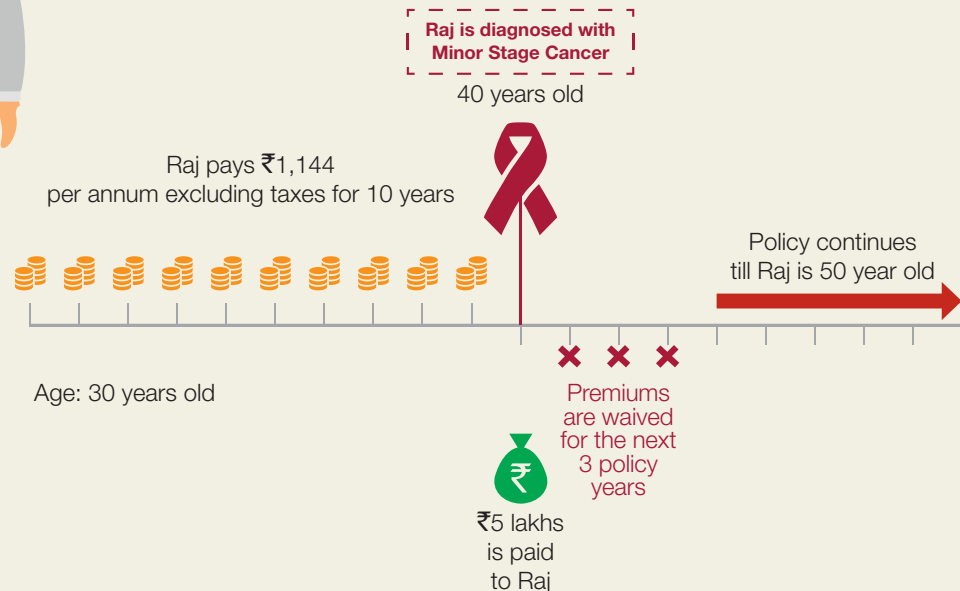 Raj is diagnosed with
Minor Stage Cancer
40 years old
Raj pays ₹1,144
per annum excluding taxes for 10 years
Policy continues
till Raj is 50 year old
Age: 30 years old
Premiums
are waived
for the next
3 policy
years
₹
₹5 lakhs
is paid
to Raj